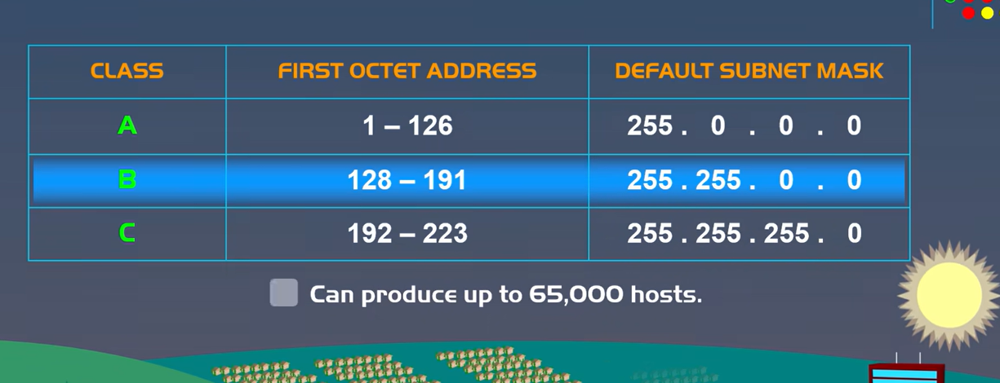 CLASS FIRST OCTET ADDRESS DEFAULT SUBNET MASK
A 1 – 126 255 . 0 . 0 . 0
B 128 – 191 255 . 255 . 0 . 0
C 192 – 223 255 . 255 . 255 . 0
Can produce up to 65,000 hosts.